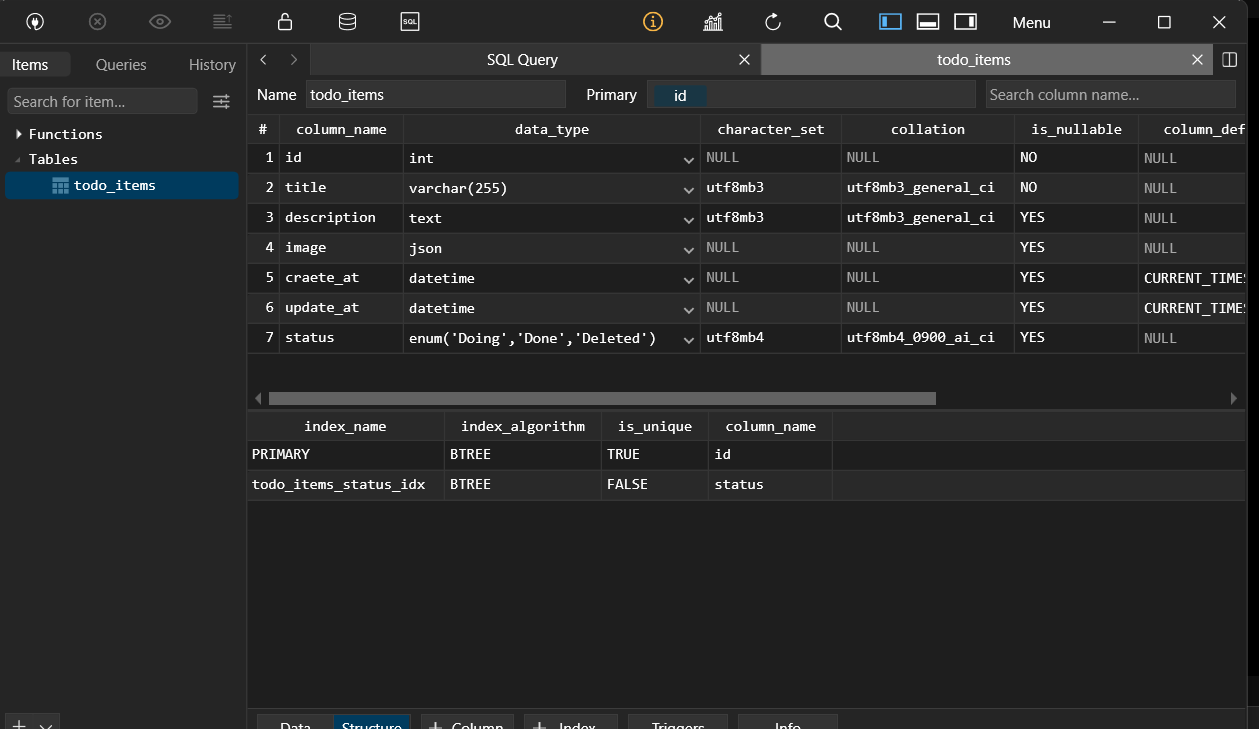 SQL Menu
Items Queries History SQL Query todo_items
Search for item... Name todo_items Primary id Search column name...
Functions
Tables
todo_items
# column_name data_type character_set collation is_nullable column_def
1 id int NULL NULL NO NULL
2 title varchar(255) utf8mb3 utf8mb3_general_ci NO NULL
3 description text utf8mb3 utf8mb3_general_ci YES NULL
4 image json NULL NULL YES NULL
5 craete_at datetime NULL NULL YES CURRENT_TIMES
6 update_at datetime NULL NULL YES CURRENT_TIMES
7 status enum('Doing','Done','Deleted') utf8mb4 utf8mb4_0900_ai_ci YES NULL
index_name index_algorithm is_unique column_name
PRIMARY BTREE TRUE id
todo_items_status_idx BTREE FALSE status
Data Structure + Column + Index Triggers Info